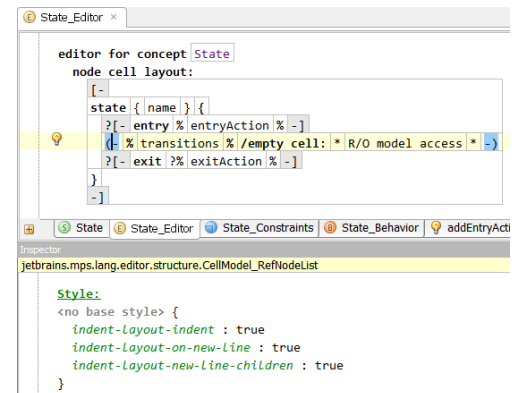 E State_Editor ×
editor for concept State
node cell layout:
[-
state { name } {
?[- entry % entryAction % -]
(- % transitions % /empty cell: * R/O model access * -)
?[- exit ?% exitAction % -]
}
-]
S State E State_Editor State_Constraints B State_Behavior addEntryActi
Inspector
jetbrains.mps.lang.editor.structure.CellModel_RefNodeList
Style:
<no base style> {
indent-layout-indent : true
indent-layout-on-new-line : true
indent-layout-new-line-children : true
}